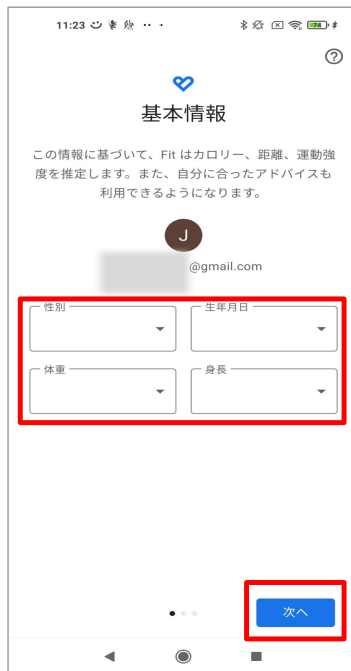 11:23
74
基本情報
この情報に基づいて、Fit はカロリー、距離、運動強
度を推定します。また、自分に合ったアドバイスも
利用できるようになります。
J
@gmail.com
性別
生年月日
体重
身長
次へ